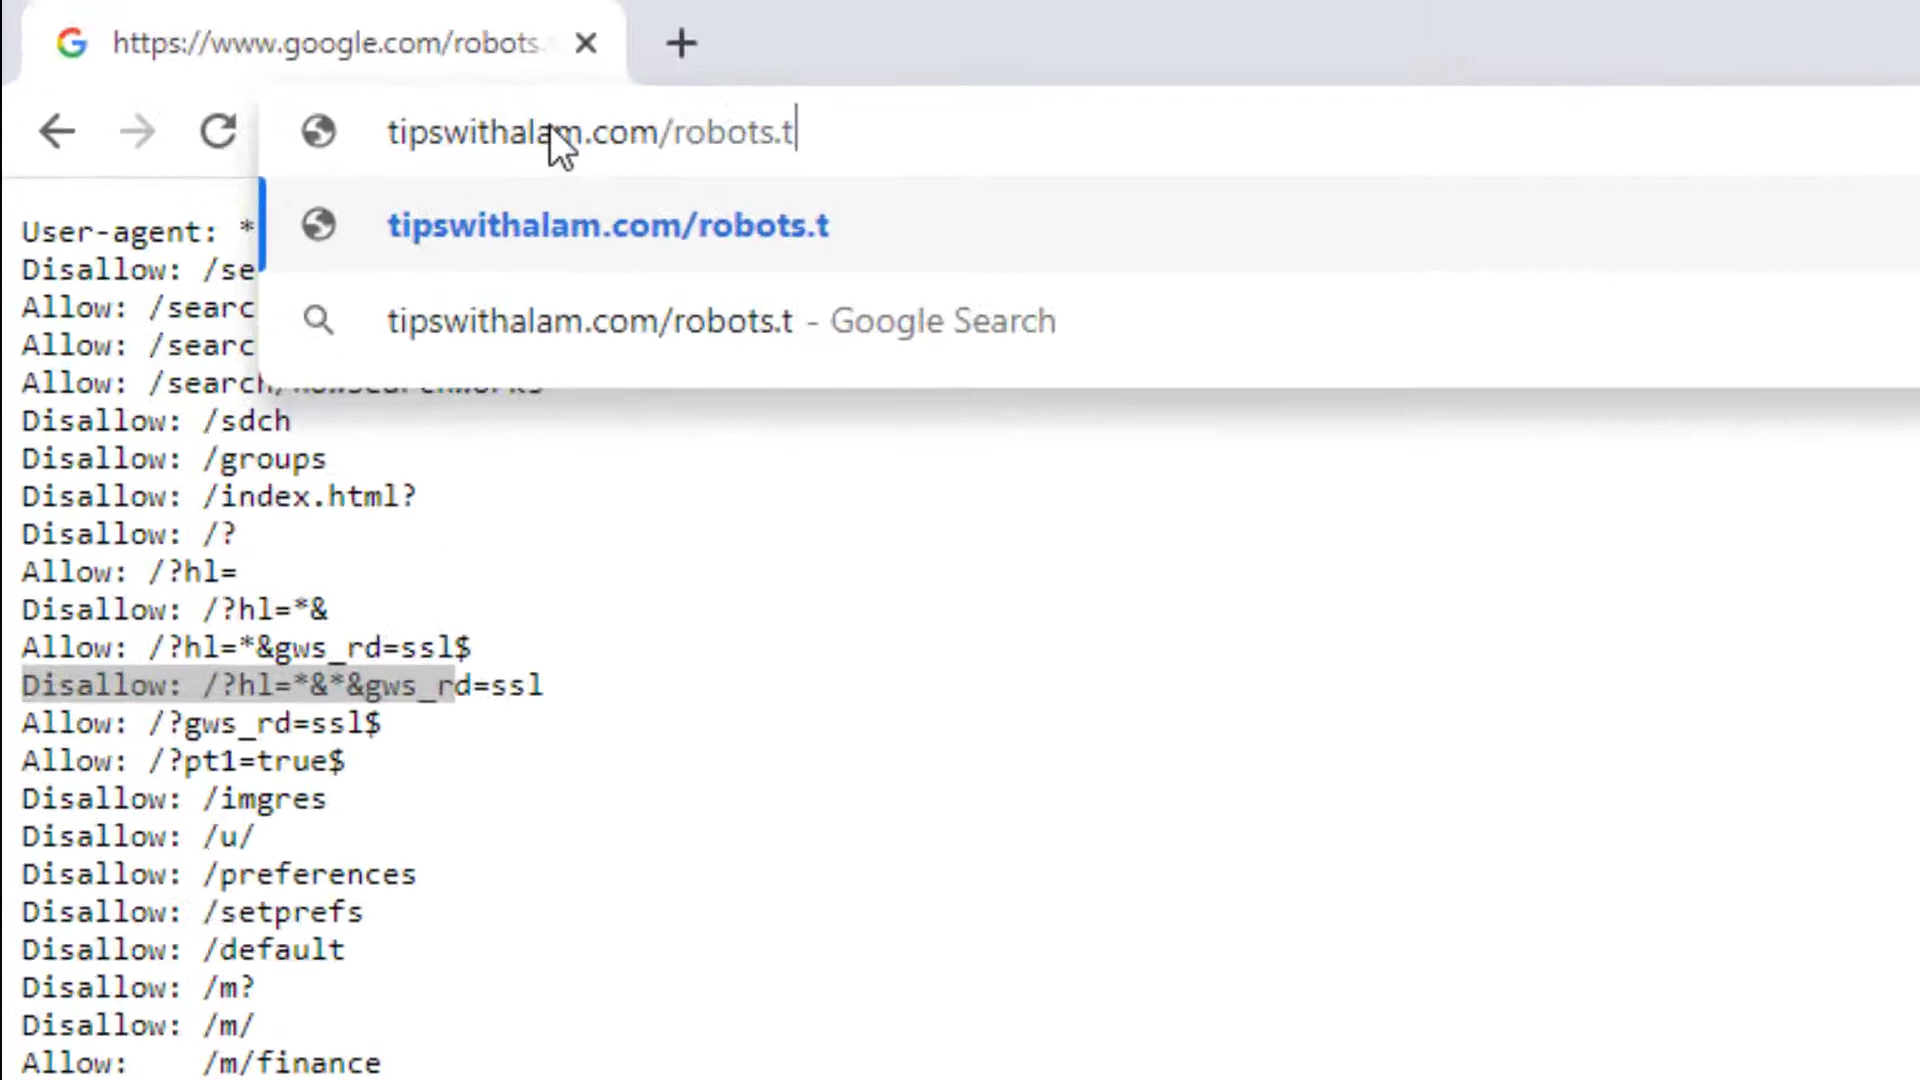 https://www.google.com/robots.
tipswithalam.com/robots.t
tipswithalam.com/robots.t
tipswithalam.com/robots.t - Google Search
User-agent: *
Disallow: /se
Allow: /searc
Allow: /searc
Allow: /search/howsearchworks
Disallow: /sdch
Disallow: /groups
Disallow: /index.html?
Disallow: /?
Allow: /?hl=
Disallow: /?hl=*&
Allow: /?hl=*&gws_rd=ssl$
Disallow: /?hl=*&*&gws_rd=ssl
Allow: /?gws_rd=ssl$
Allow: /?pt1=true$
Disallow: /imgres
Disallow: /u/
Disallow: /preferences
Disallow: /setprefs
Disallow: /default
Disallow: /m?
Disallow: /m/
Allow:    /m/finance